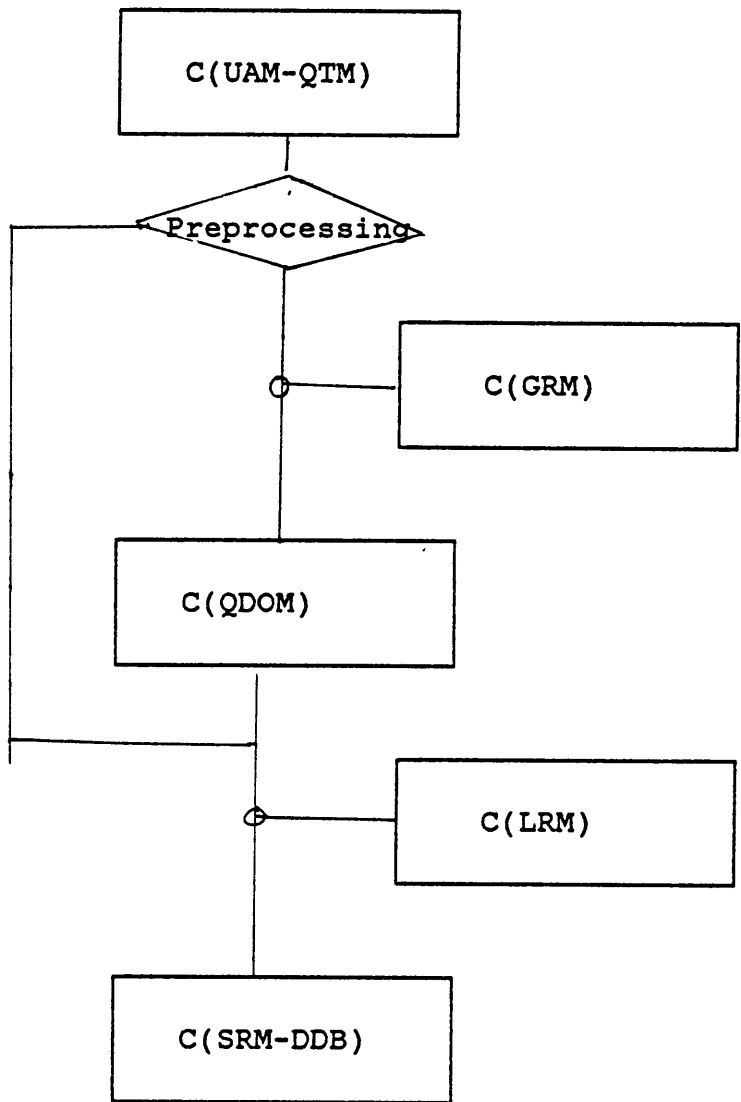 C(UAM-QTM)
Preprocessing
C(GRM)
C(QDOM)
C(LRM)
C(SRM-DDB)